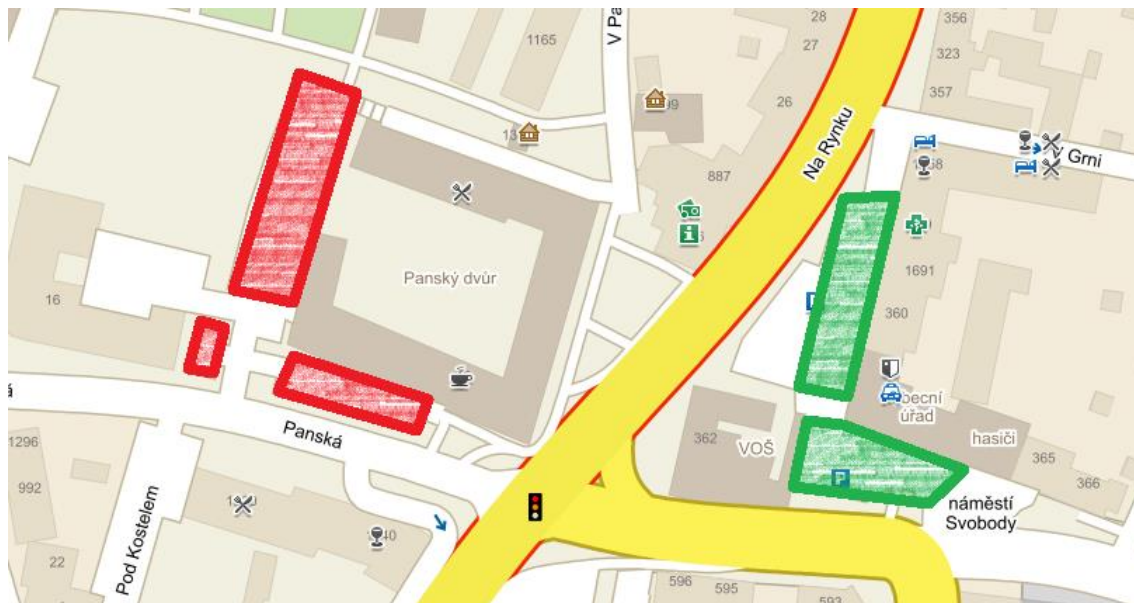 28
356
1165
V Pa
27
323
357
26
Na Rynku
Grni
887
1691
Panský dvůr
16
360
obecní
úřad
hasiči
Panská
362
VOŠ
365
366
1296
992
náměstí
Svobody
Pod Kostelem
22
596
595
593